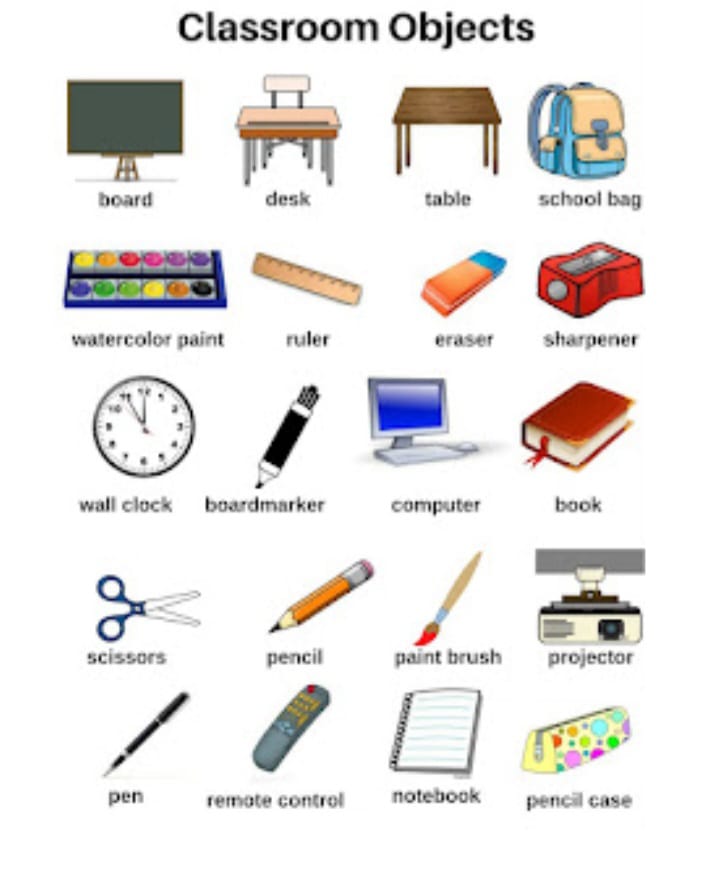 Classroom Objects
board desk table school bag
watercolor paint ruler eraser sharpener
wall clock boardmarker computer book
scissors pencil paint brush projector
pen remote control notebook pencil case